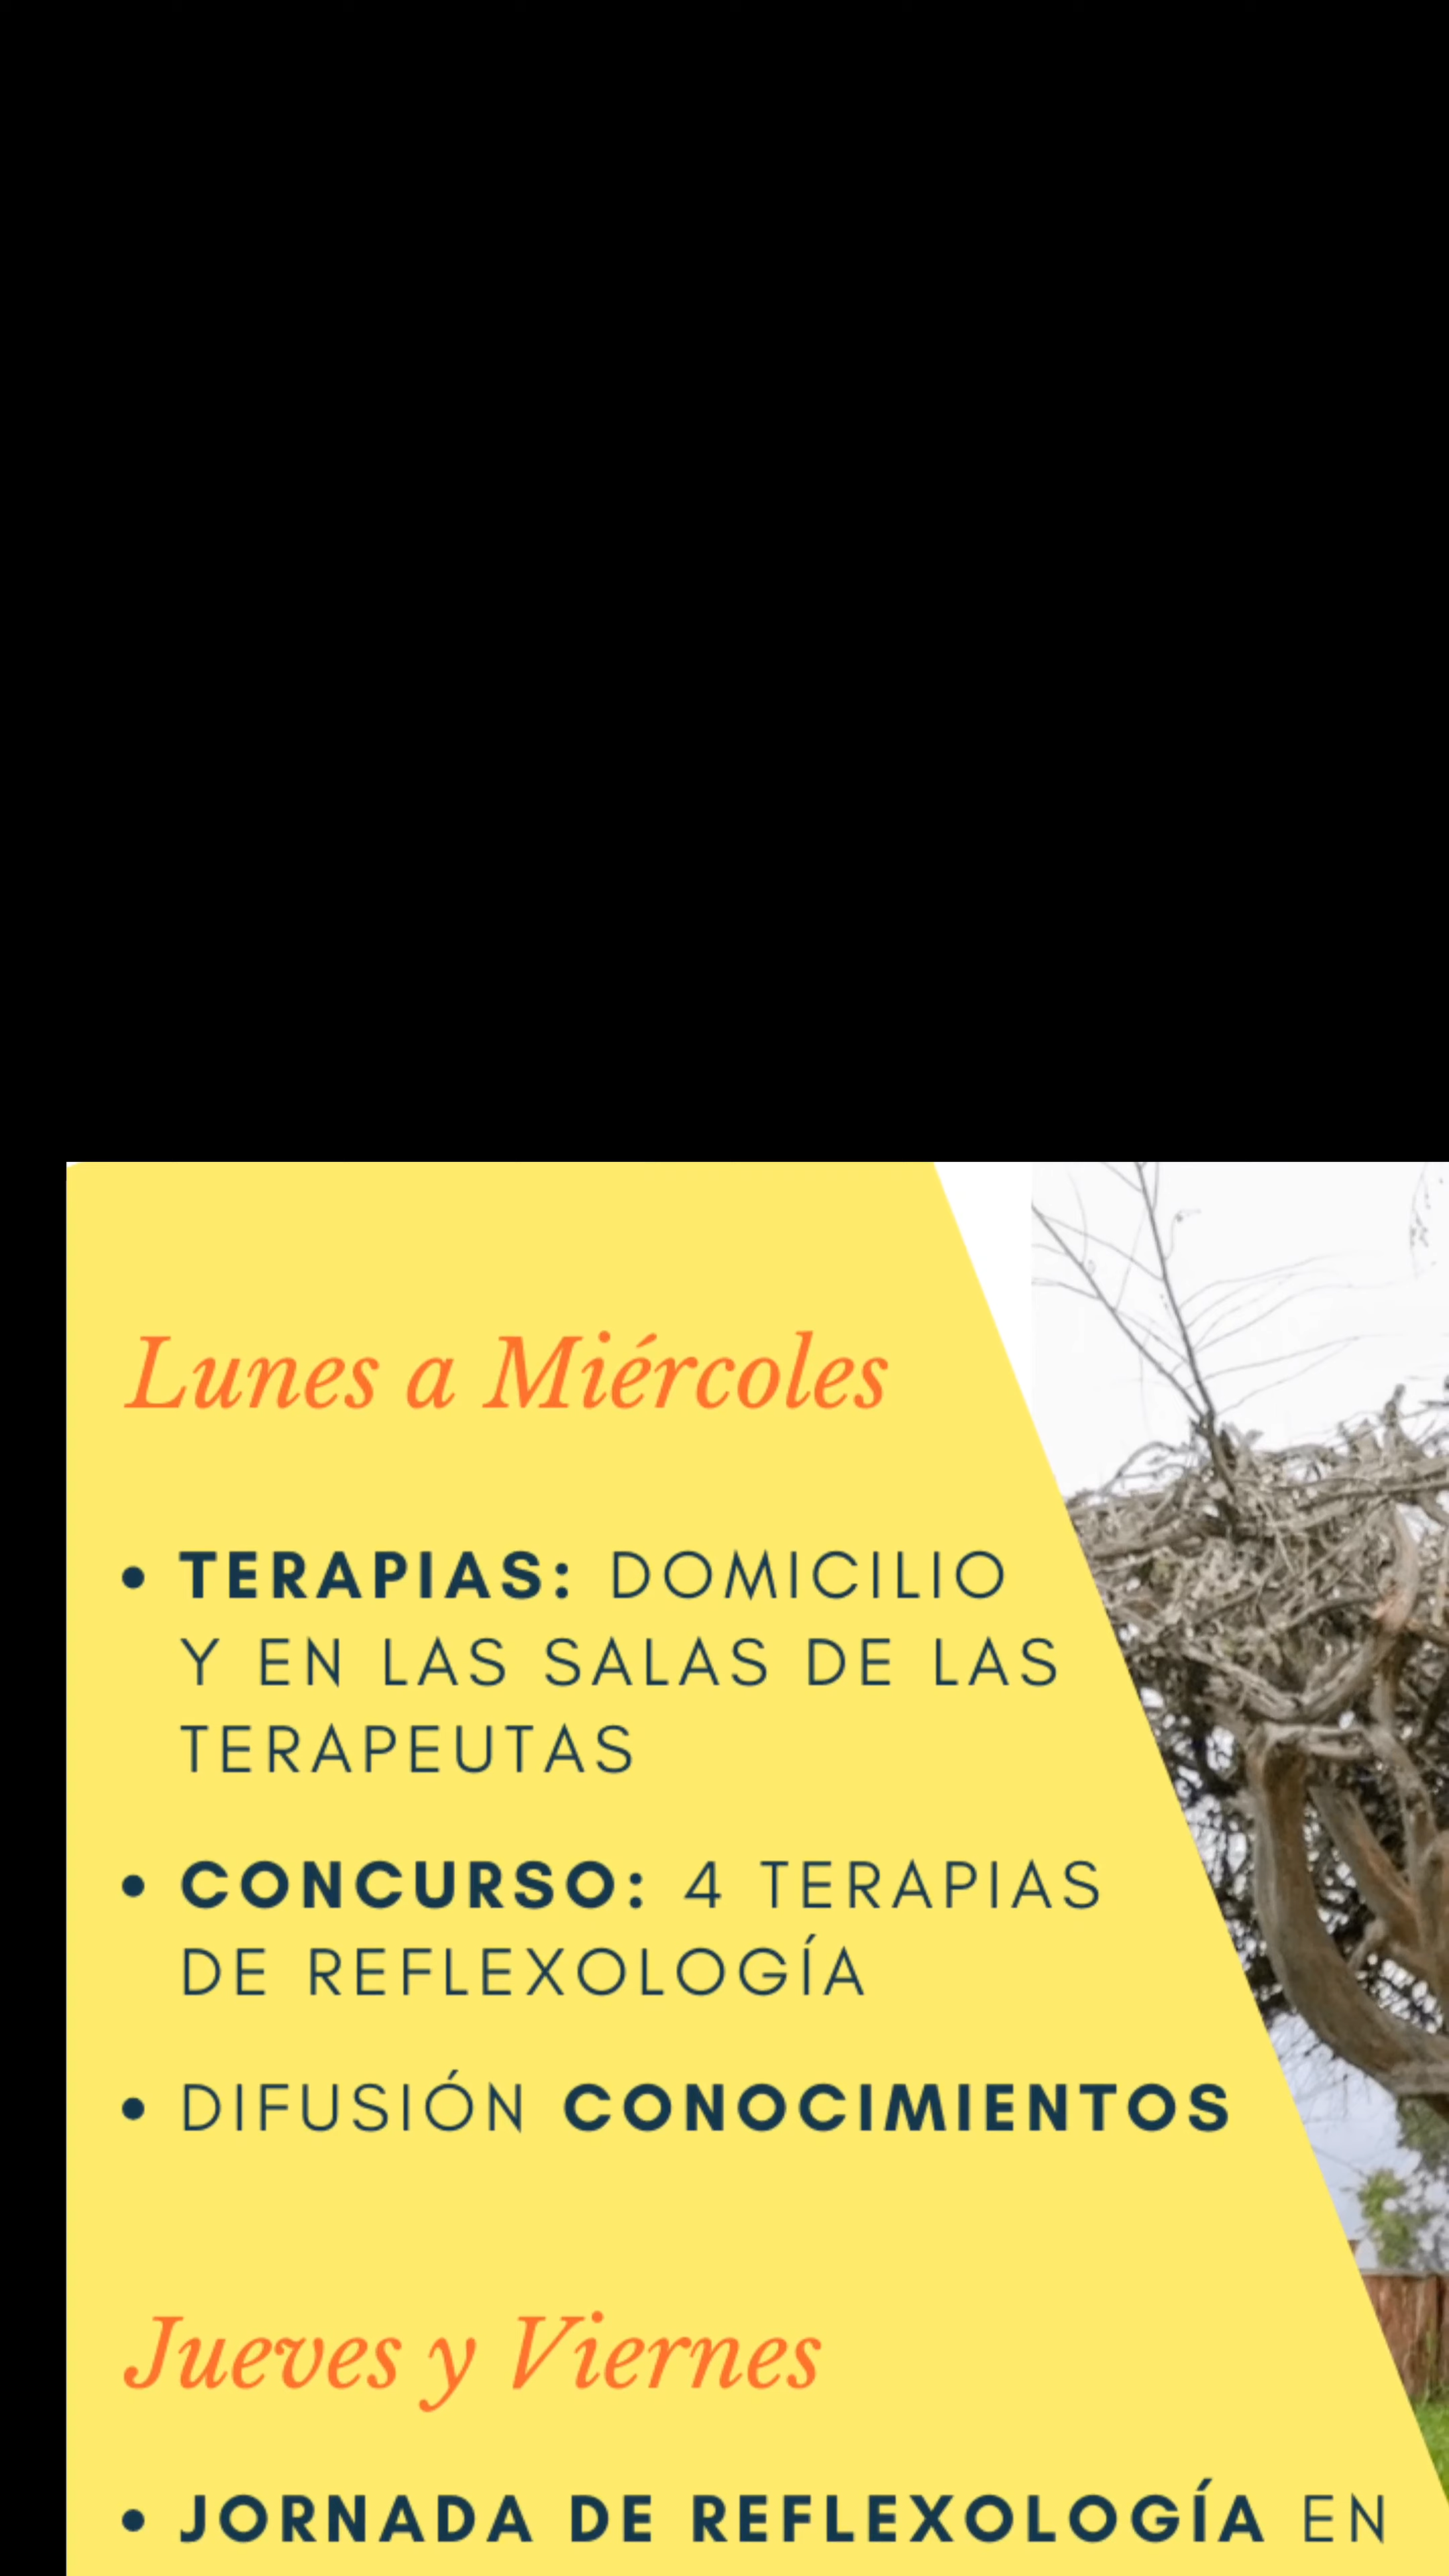 Lunes a Miércoles
• TERAPIAS: DOMICILIO
Y EN LAS SALAS DE LAS
TERAPEUTAS
• CONCURSO: 4 TERAPIAS
DE REFLEXOLOGÍA
• DIFUSIÓN CONOCIMIENTOS
Jueves y Viernes
• JORNADA DE REFLEXOLOGÍA EN